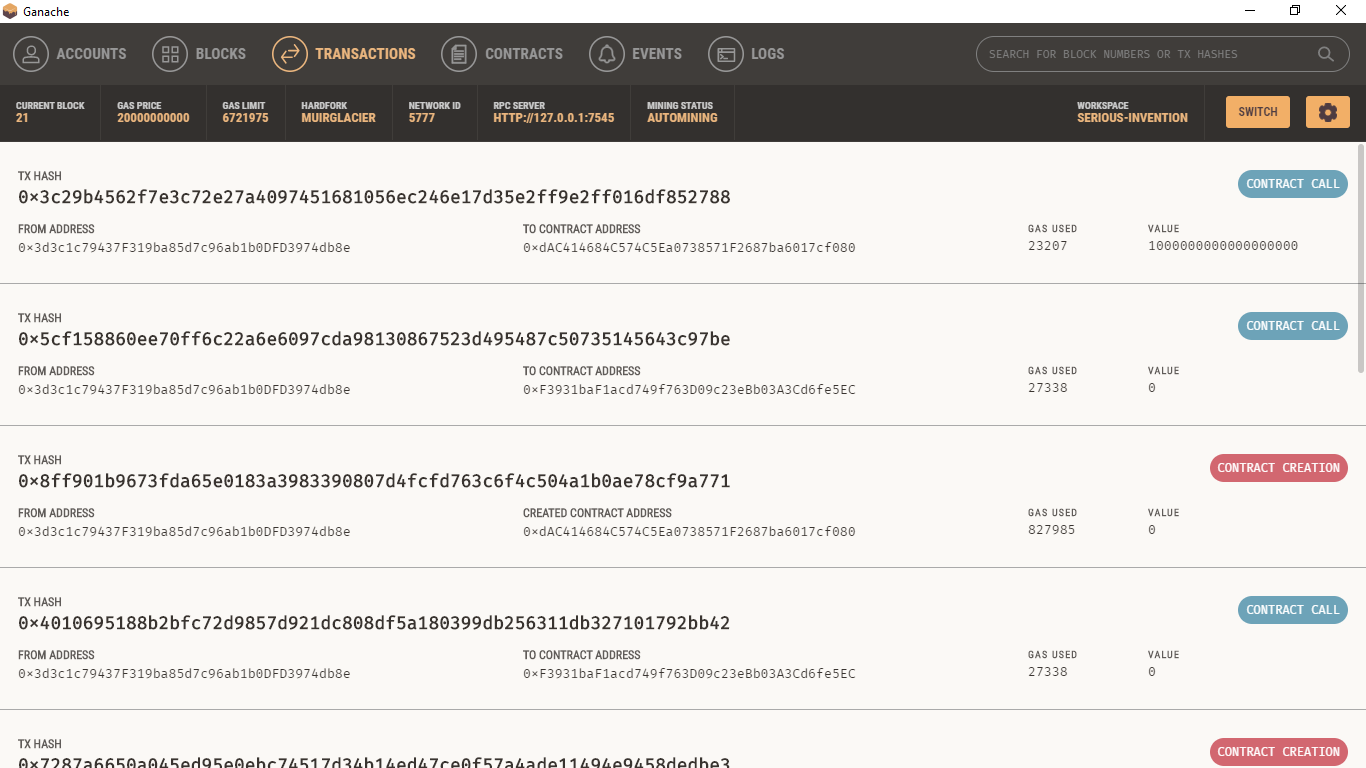 Ganache
ACCOUNTS BLOCKS TRANSACTIONS CONTRACTS EVENTS LOGS SEARCH FOR BLOCK NUMBERS OR TX HASHES
CURRENT BLOCK GAS PRICE GAS LIMIT HARDFORK NETWORK ID RPC SERVER MINING STATUS WORKSPACE
21 20000000000 6721975 MUIRGLACIER 5777 HTTP://127.0.0.1:7545 AUTOMINING SERIOUS-INVENTION SWITCH
TX HASH
0×3c29b4562f7e3c72e27a4097451681056ec246e17d35e2ff9e2ff016df852788 CONTRACT CALL
FROM ADDRESS TO CONTRACT ADDRESS GAS USED VALUE
0×3d3c1c79437F319ba85d7c96ab1b0DFD3974db8e 0×dAC414684C574C5Ea0738571F2687ba6017cf080 23207 1000000000000000000
TX HASH
0×5cf158860ee70ff6c22a6e6097cda98130867523d495487c50735145643c97be CONTRACT CALL
FROM ADDRESS TO CONTRACT ADDRESS GAS USED VALUE
0×3d3c1c79437F319ba85d7c96ab1b0DFD3974db8e 0×F3931baF1acd749f763D09c23eBb03A3Cd6fe5EC 27338 0
TX HASH
0×8ff901b9673fda65e0183a3983390807d4fcfd763c6f4c504a1b0ae78cf9a771 CONTRACT CREATION
FROM ADDRESS CREATED CONTRACT ADDRESS GAS USED VALUE
0×3d3c1c79437F319ba85d7c96ab1b0DFD3974db8e 0×dAC414684C574C5Ea0738571F2687ba6017cf080 827985 0
TX HASH
0×4010695188b2bfc72d9857d921dc808df5a180399db256311db327101792bb42 CONTRACT CALL
FROM ADDRESS TO CONTRACT ADDRESS GAS USED VALUE
0×3d3c1c79437F319ba85d7c96ab1b0DFD3974db8e 0×F3931baF1acd749f763D09c23eBb03A3Cd6fe5EC 27338 0
TX HASH
0×7287a6650a045ed95e0ebc74517d34b14ed47ce0f57a4ade11494e9458dedbe3 CONTRACT CREATION